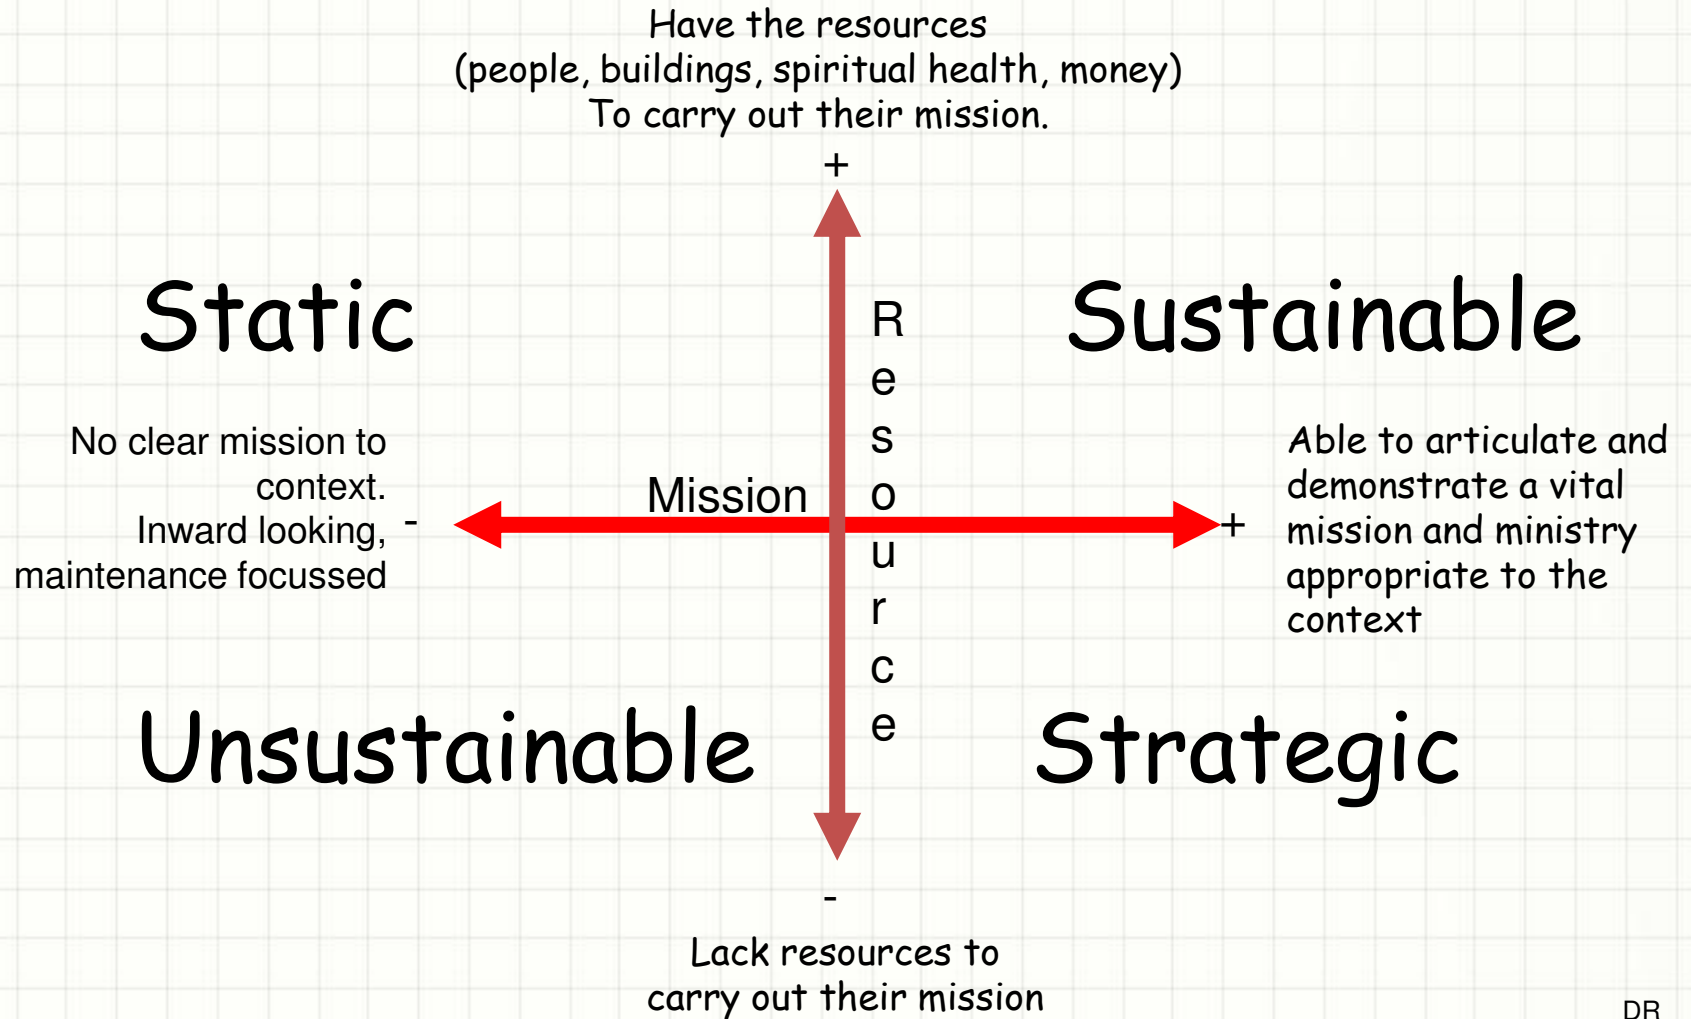 Have the resources
(people, buildings, spiritual health, money)
To carry out their mission.
+
Static
Sustainable
R
e
s
o
u
r
c
e
No clear mission to
context.
Inward looking,
maintenance focussed
-
Mission
+
Able to articulate and
demonstrate a vital
mission and ministry
appropriate to the
context
Unsustainable
Strategic
-
Lack resources to
carry out their mission
DR